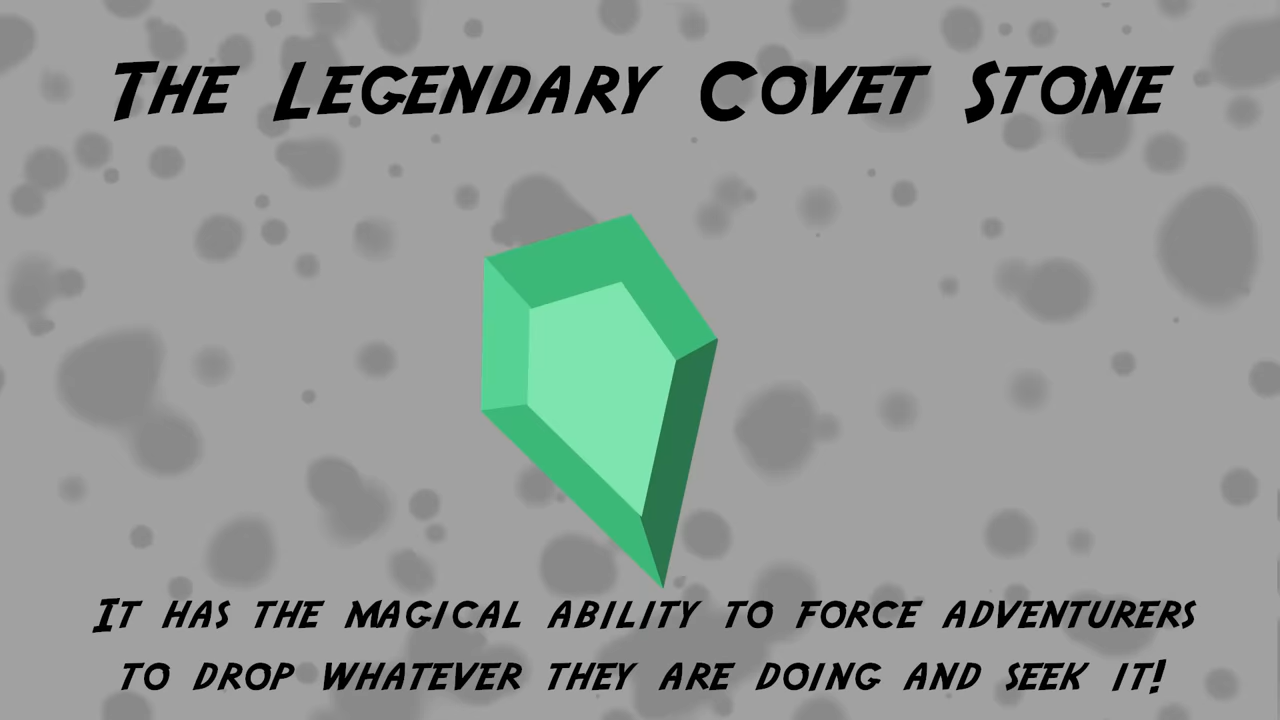 The Legendary Covet Stone
It has the magical ability to force adventurers
to drop whatever they are doing and seek it!